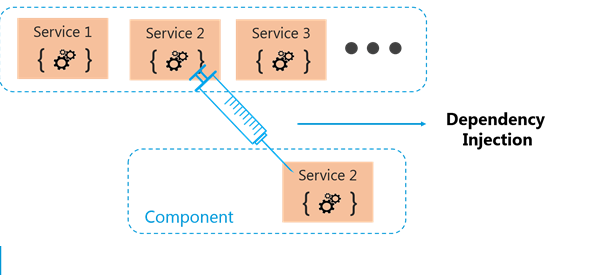 Service 1
Service 2
Service 3
{ }
{ }
{ }
Dependency
Injection
Service 2
{ }
Component